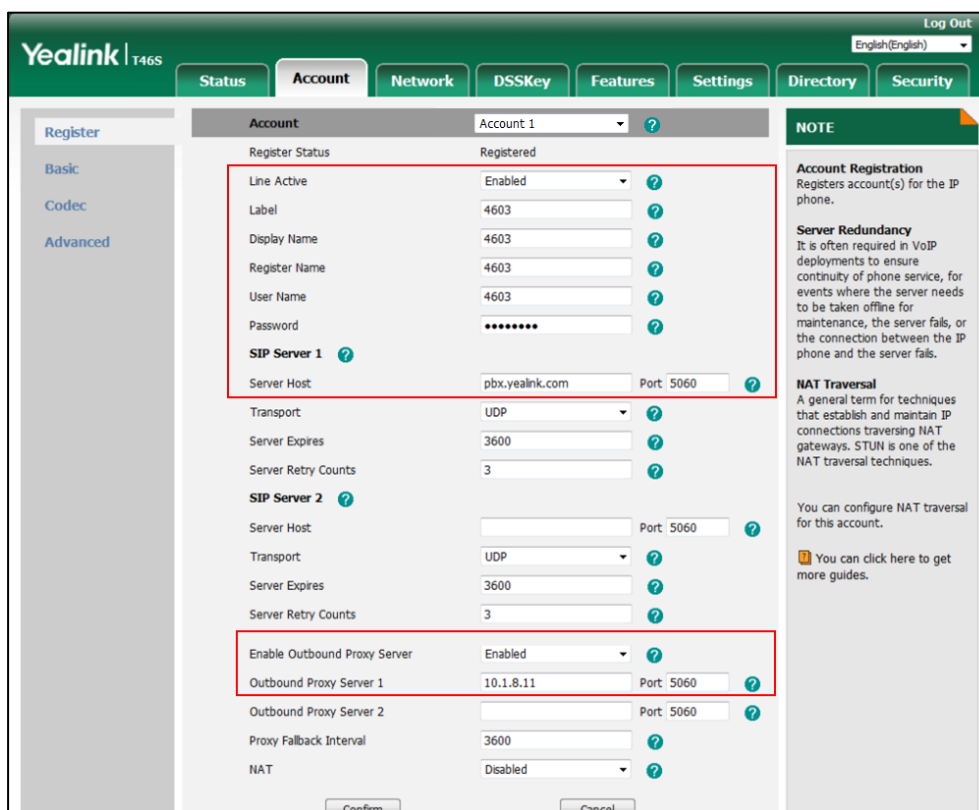 Log Out
Yealink T46S
English(English)
Status Account Network DSSKey Features Settings Directory Security
Register
Basic
Codec
Advanced
Account Account 1 ?
Register Status Registered
Line Active Enabled ?
Label 4603 ?
Display Name 4603 ?
Register Name 4603 ?
User Name 4603 ?
Password •••••••• ?
SIP Server 1 ?
Server Host pbx.yealink.com Port 5060 ?
Transport UDP ?
Server Expires 3600 ?
Server Retry Counts 3 ?
SIP Server 2 ?
Server Host Port 5060 ?
Transport UDP ?
Server Expires 3600 ?
Server Retry Counts 3 ?
Enable Outbound Proxy Server Enabled ?
Outbound Proxy Server 1 10.1.8.11 Port 5060 ?
Outbound Proxy Server 2 Port 5060 ?
Proxy Fallback Interval 3600 ?
NAT Disabled ?
Confirm Cancel
NOTE
Account Registration
Registers account(s) for the IP
phone.
Server Redundancy
It is often required in VoIP
deployments to ensure
continuity of phone service, for
events where the server needs
to be taken offline for
maintenance, the server fails, or
the connection between the IP
phone and the server fails.
NAT Traversal
A general term for techniques
that establish and maintain IP
connections traversing NAT
gateways. STUN is one of the
NAT traversal techniques.
You can configure NAT traversal
for this account.
? You can click here to get
more guides.